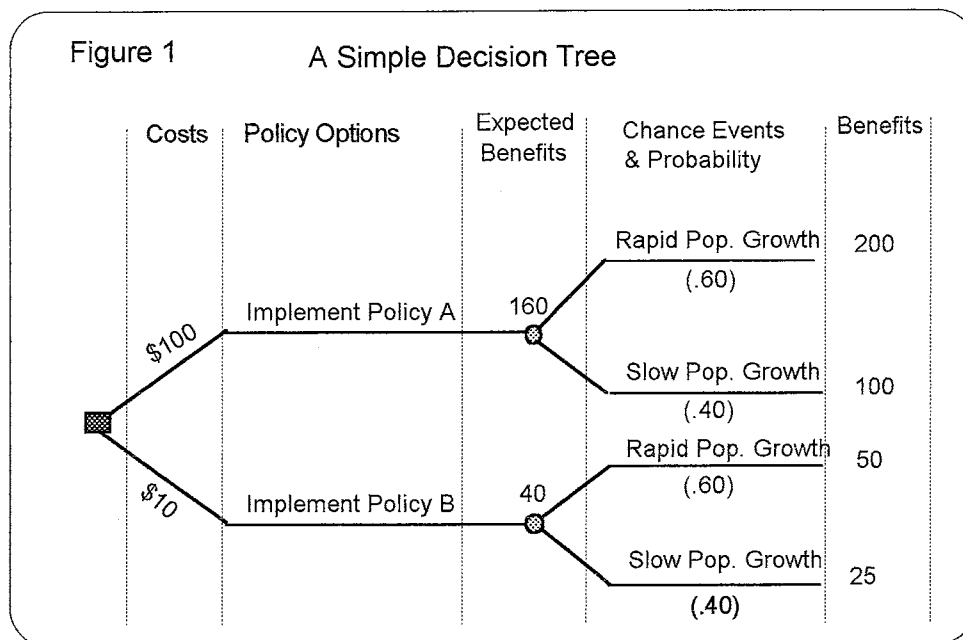 Figure 1
A Simple Decision Tree
Costs
Policy Options
Expected
Benefits
Chance Events
& Probability
Benefits
Rapid Pop. Growth
200
(.60)
Implement Policy A
160
$100
Slow Pop. Growth
100
(.40)
Rapid Pop. Growth
50
(.60)
$10
Implement Policy B
40
Slow Pop. Growth
25
(.40)